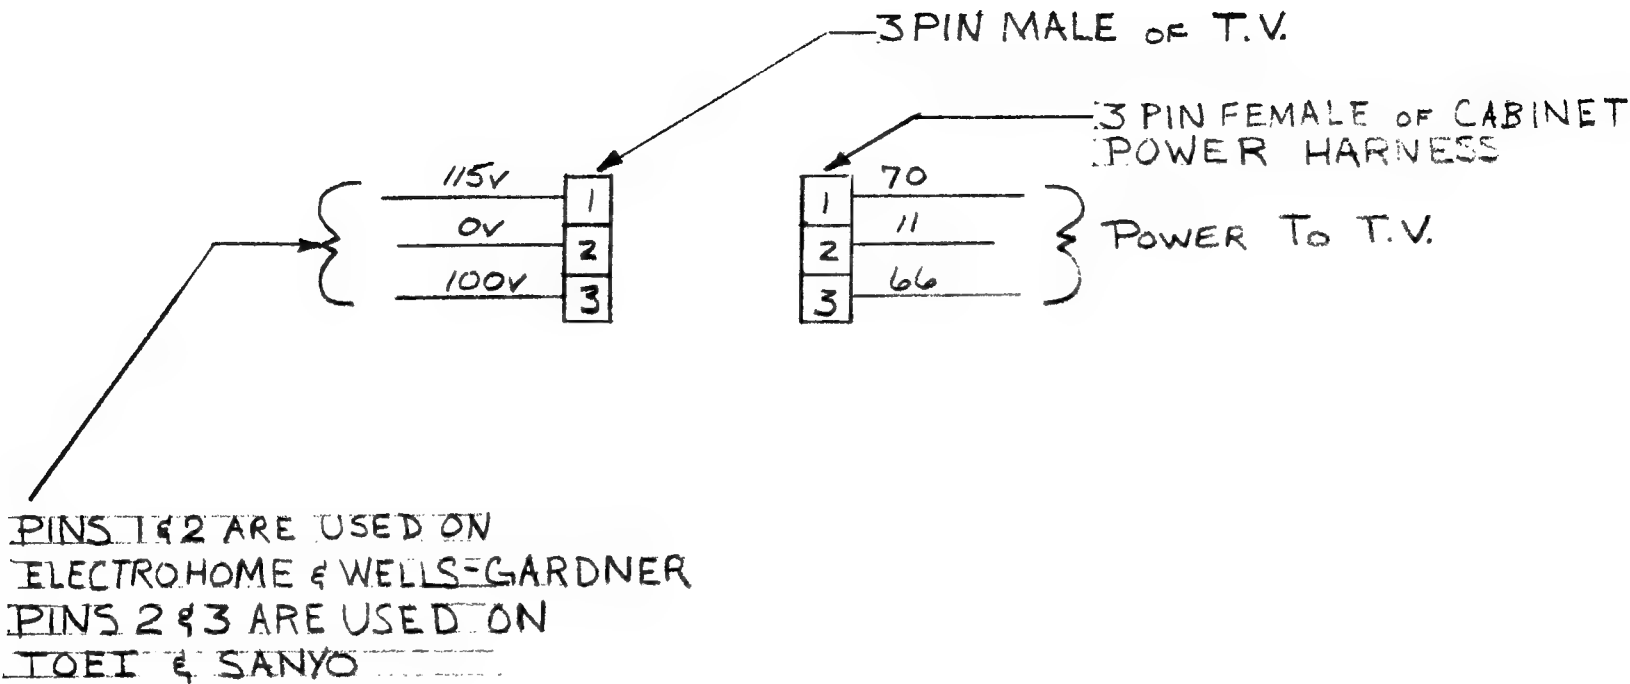 3 PIN MALE OF T.V.
3 PIN FEMALE OF CABINET
POWER HARNESS
115V
1
0V
2
100V
3
1
70
2
11
3
66
POWER TO T.V.
PINS 1 & 2 ARE USED ON
ELECTROHOME & WELLS-GARDNER
PINS 2 & 3 ARE USED ON
TOEI & SANYO